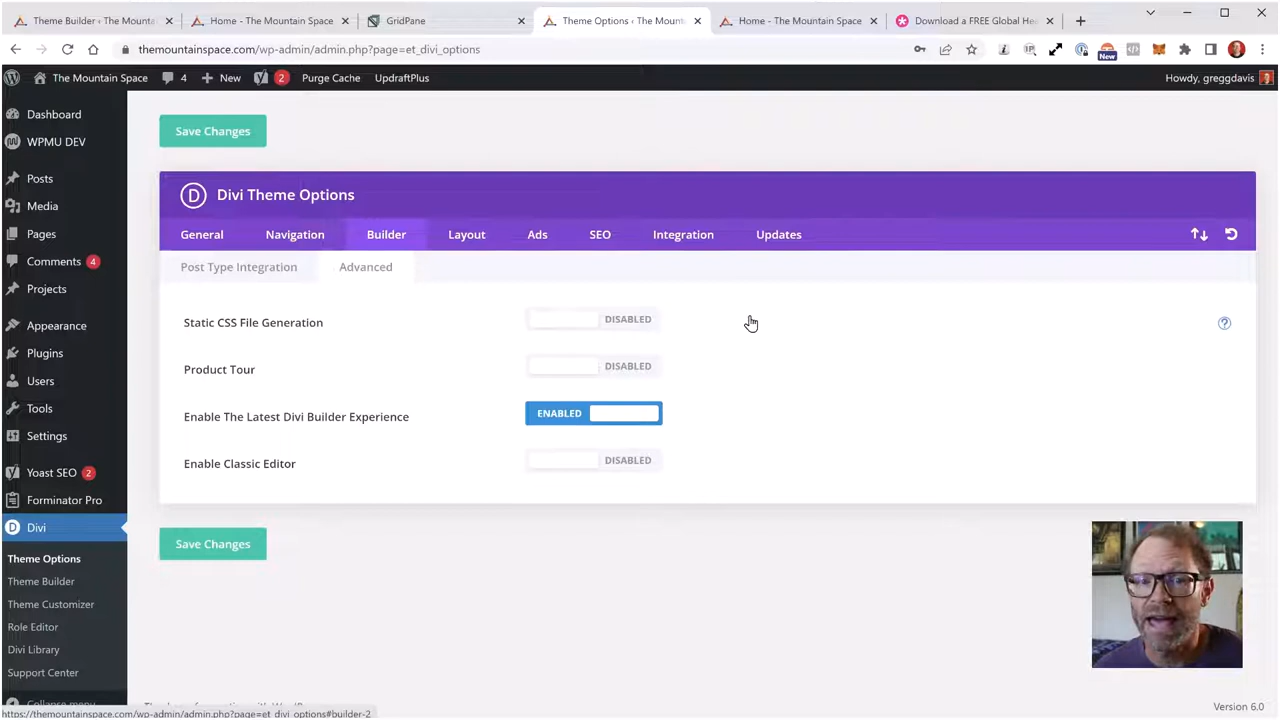 Theme Builder ‹ The Mounta
Home - The Mountain Space
GridPane
Theme Options ‹ The Mount
Home - The Mountain Space
Download a FREE Global He
themountainspace.com/wp-admin/admin.php?page=et_divi_options
New
The Mountain Space
4
New
2
Purge Cache
UpdraftPlus
Howdy, greggdavis
Dashboard
WPMU DEV
Posts
Media
Pages
Comments 4
Projects
Appearance
Plugins
Users
Tools
Settings
Yoast SEO 2
Forminator Pro
Divi
Theme Options
Theme Builder
Theme Customizer
Role Editor
Divi Library
Support Center
Collapse menu
Save Changes
D Divi Theme Options
General
Navigation
Builder
Layout
Ads
SEO
Integration
Updates
Post Type Integration
Advanced
Static CSS File Generation
DISABLED
?
Product Tour
DISABLED
Enable The Latest Divi Builder Experience
ENABLED
Enable Classic Editor
DISABLED
Save Changes
https://themountainspace.com/wp-admin/admin.php?page=et_divi_options#builder-2
Version 6.0